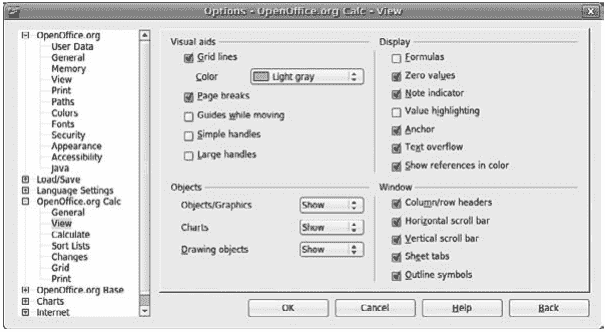 Options - OpenOffice.org Calc - View
OpenOffice.org
User Data
General
Memory
View
Print
Paths
Colors
Fonts
Security
Appearance
Accessibility
Java
Load/Save
Language Settings
OpenOffice.org Calc
General
View
Calculate
Sort Lists
Changes
Grid
Print
OpenOffice.org Base
Charts
Internet
Visual aids
Grid lines
Color
Light gray
Page breaks
Guides while moving
Simple handles
Large handles
Display
Formulas
Zero values
Note indicator
Value highlighting
Anchor
Text overflow
Show references in color
Objects
Objects/Graphics
Show
Charts
Show
Drawing objects
Show
Window
Column/row headers
Horizontal scroll bar
Vertical scroll bar
Sheet tabs
Outline symbols
OK
Cancel
Help
Back